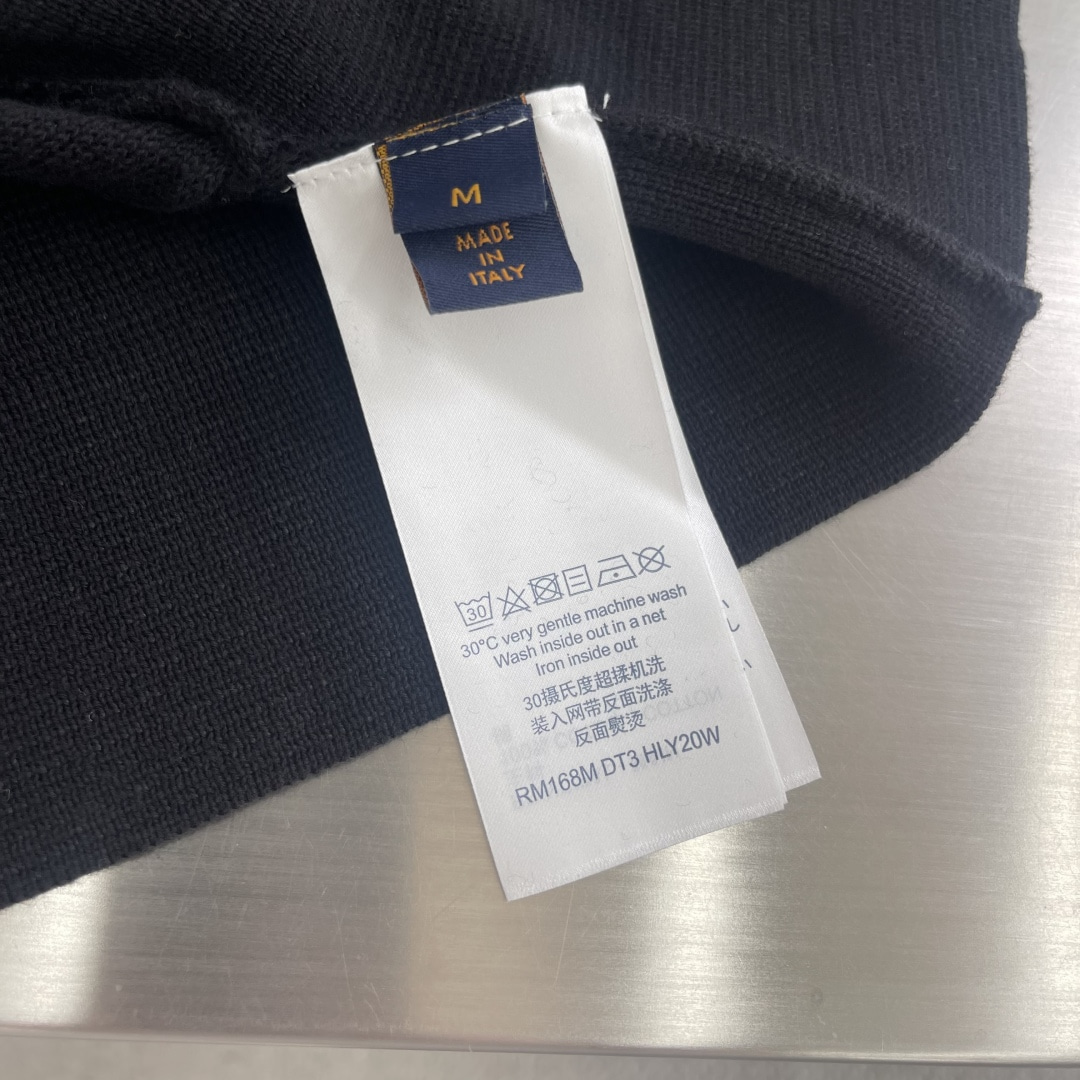 M
MADE
IN
ITALY
30
30°C very gentle machine wash
Wash inside out in a net
Iron inside out
30摄氏度超揉机洗
装入网带反面洗涤
反面熨烫
RM168M DT3 HLY20W